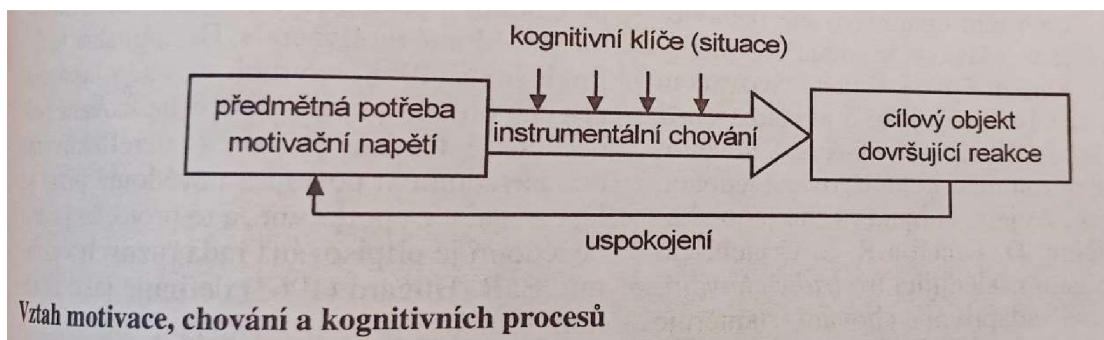 kognitivní klíče (situace)
předmětná potřeba
motivační napětí
instrumentální chování
cílový objekt
dovršující reakce
uspokojení
Vztah motivace, chování a kognitivních procesů